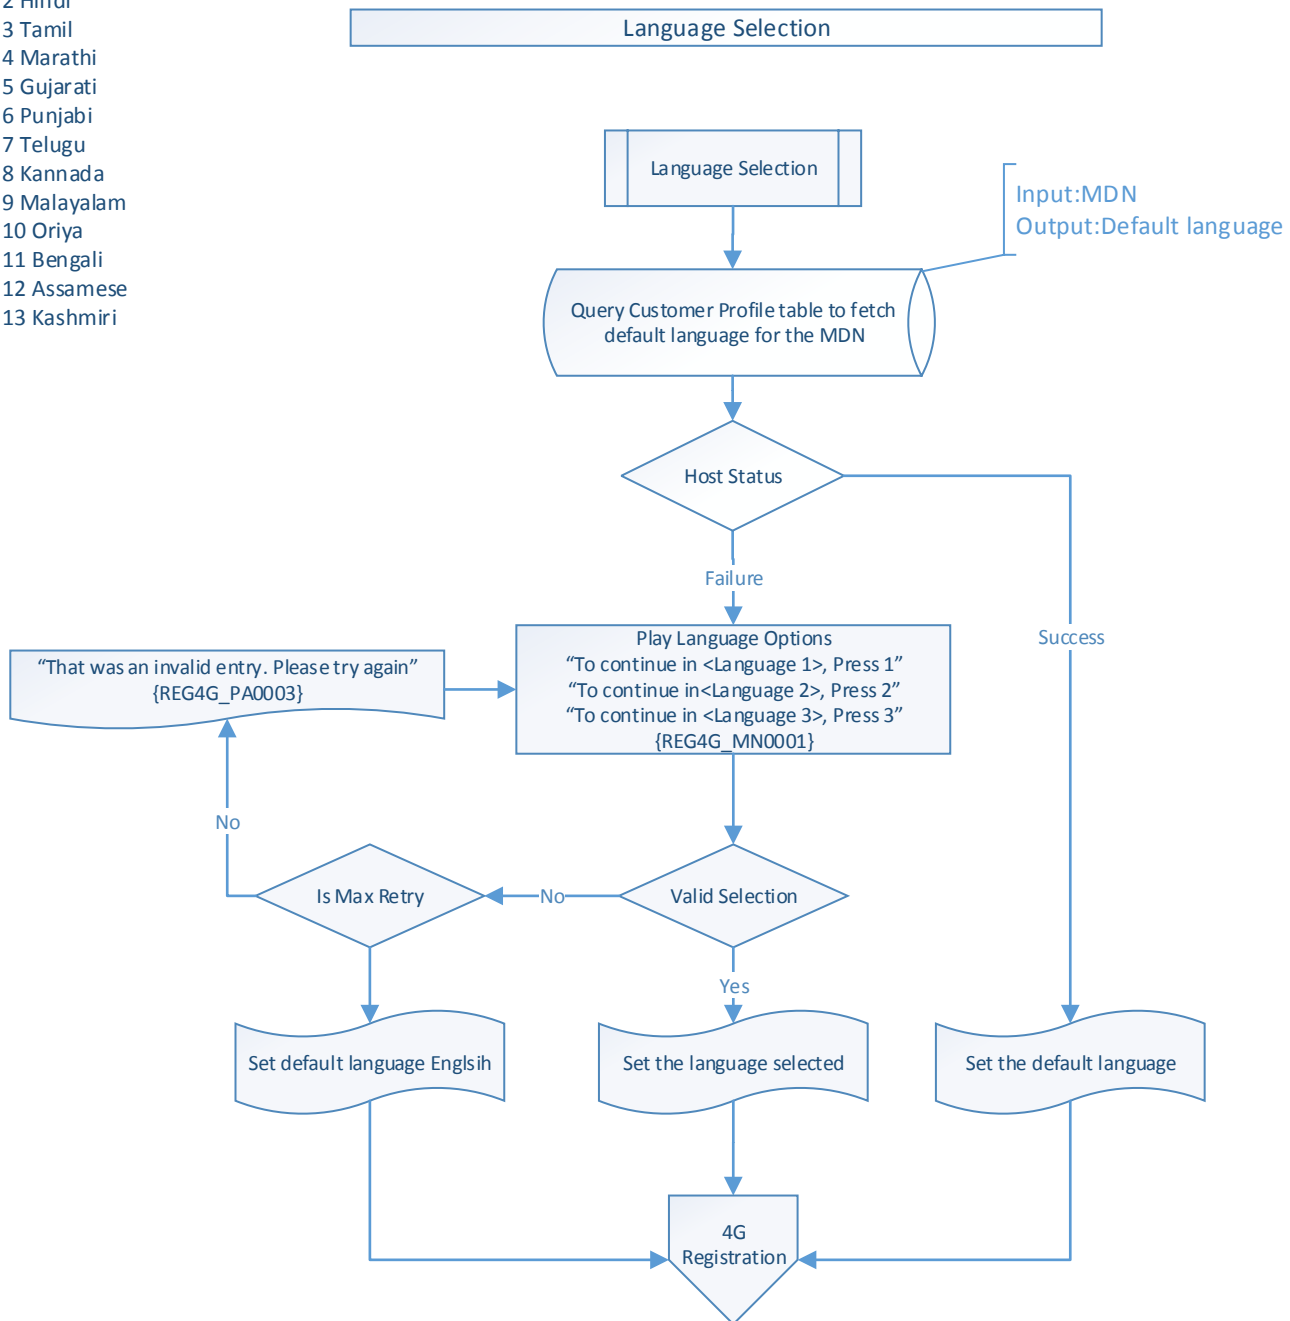 2 Hindi
3 Tamil
4 Marathi
5 Gujarati
6 Punjabi
7 Telugu
8 Kannada
9 Malayalam
10 Oriya
11 Bengali
12 Assamese
13 Kashmiri
Language Selection
Language Selection
Input:MDN
Output:Default language
Query Customer Profile table to fetch
default language for the MDN
Host Status
Failure
Success
Play Language Options
“To continue in <Language 1>, Press 1”
“To continue in<Language 2>, Press 2”
“To continue in <Language 3>, Press 3”
{REG4G_MN0001}
“That was an invalid entry. Please try again”
{REG4G_PA0003}
No
Is Max Retry
No
Valid Selection
Yes
Set default language Englsih
Set the language selected
Set the default language
4G
Registration